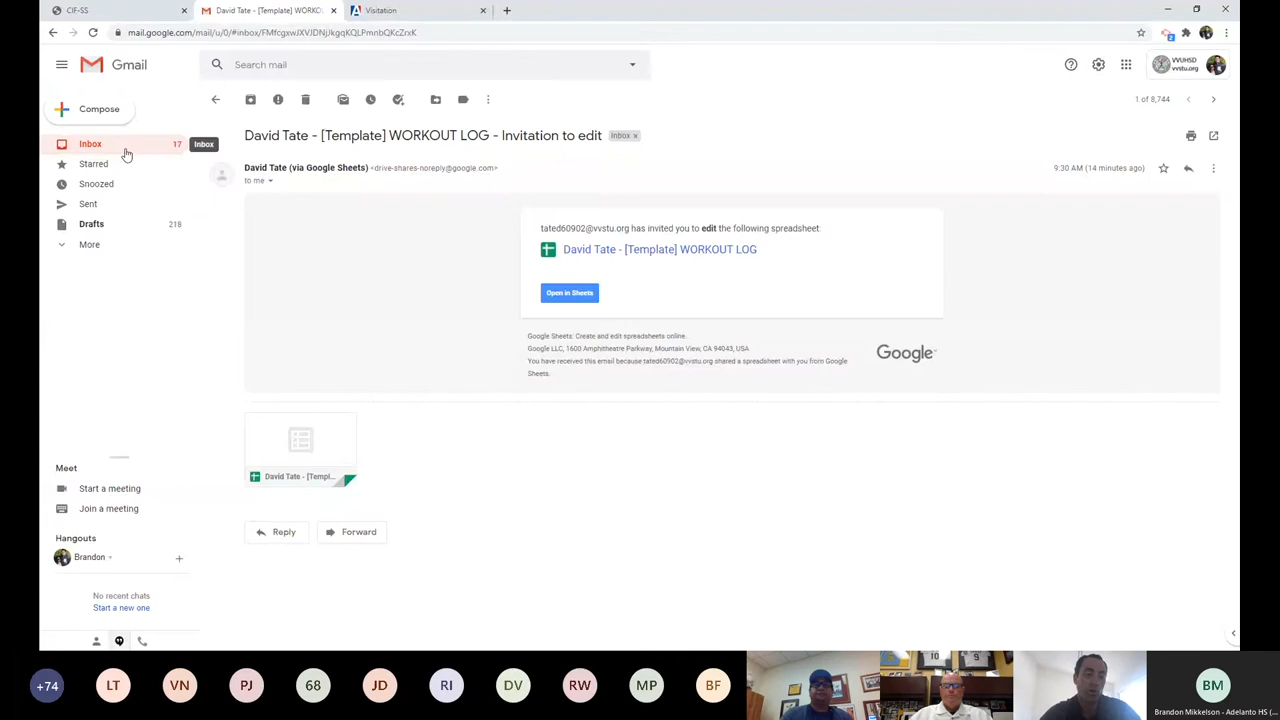 CIF-SS
David Tate - [Template] WORKOUT L
Visitation
mail.google.com/mail/u/0/#inbox/FMfcgxwJXVJDNjJkgqKQLPmnbQKcZrxK
2
Gmail
Search mail
VVUHSD
vvstu.org
Compose
1 of 8,744
Inbox 17
Inbox
Starred
Snoozed
Sent
Drafts 218
More
David Tate - [Template] WORKOUT LOG - Invitation to edit
Inbox x
David Tate (via Google Sheets) <drive-shares-noreply@google.com>
9:30 AM (14 minutes ago)
to me
tated60902@vvstu.org has invited you to edit the following spreadsheet:
David Tate - [Template] WORKOUT LOG
Open in Sheets
Google Sheets: Create and edit spreadsheets online.
Google LLC, 1600 Amphitheatre Parkway, Mountain View, CA 94043, USA
You have received this email because tated60902@vvstu.org shared a spreadsheet with you from Google
Sheets.
Google
David Tate - [Templ...
Reply
Forward
Meet
Start a meeting
Join a meeting
Hangouts
Brandon
No recent chats
Start a new one
+74
LT
VN
PJ
68
JD
RI
DV
RW
MP
BF
10
9
BM
Brandon Mikkelson - Adelanto HS (...